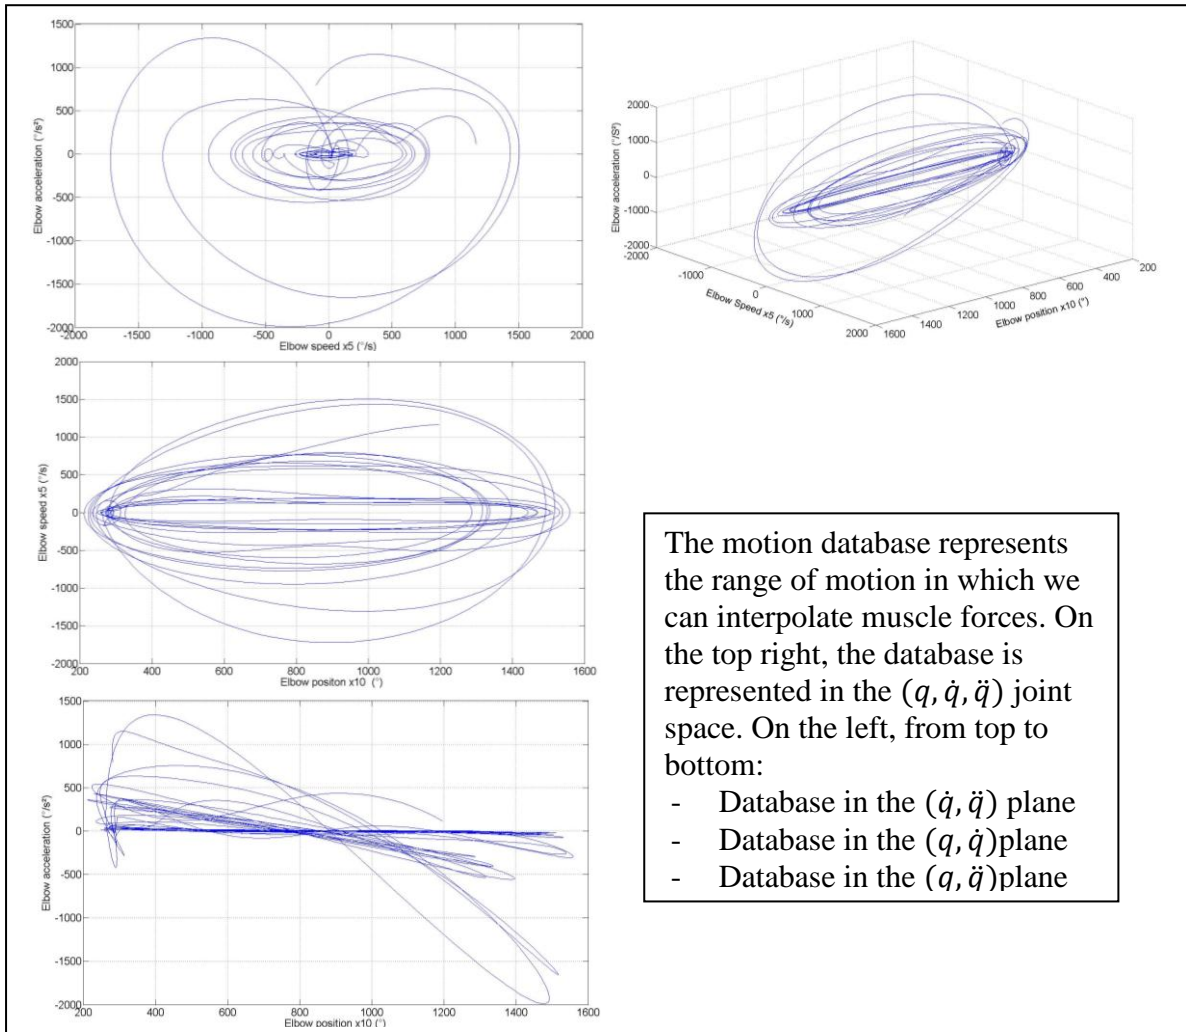 1500
1000
500
0
-500
-1000
-1500
-2000
Elbow acceleration (°/s²)
-2000 -1500 -1000 -500 0 500 1000 1500 2000
Elbow speed x5 (°/s)
2000
1000
0
-1000
-2000
Elbow acceleration (°/S²)
-2000
-1000
0
1000
2000
Elbow Speed x5 (°/s)
1600 1400 1200 1000 800 600 400 200
Elbow position x10 (°)
2000
1500
1000
500
0
-500
-1000
-1500
-2000
Elbow speed x5 (°/s)
200 400 600 800 1000 1200 1400 1600
Elbow positon x10 (°)
1500
1000
500
0
-500
-1000
-1500
-2000
Elbow acceleration (°/s²)
200 400 600 800 1000 1200 1400 1600
Elbow position x10 (°)
The motion database represents
the range of motion in which we
can interpolate muscle forces. On
the top right, the database is
represented in the (q, q̇, q̈) joint
space. On the left, from top to
bottom:
- Database in the (q̇, q̈) plane
- Database in the (q, q̇)plane
- Database in the (q, q̈)plane